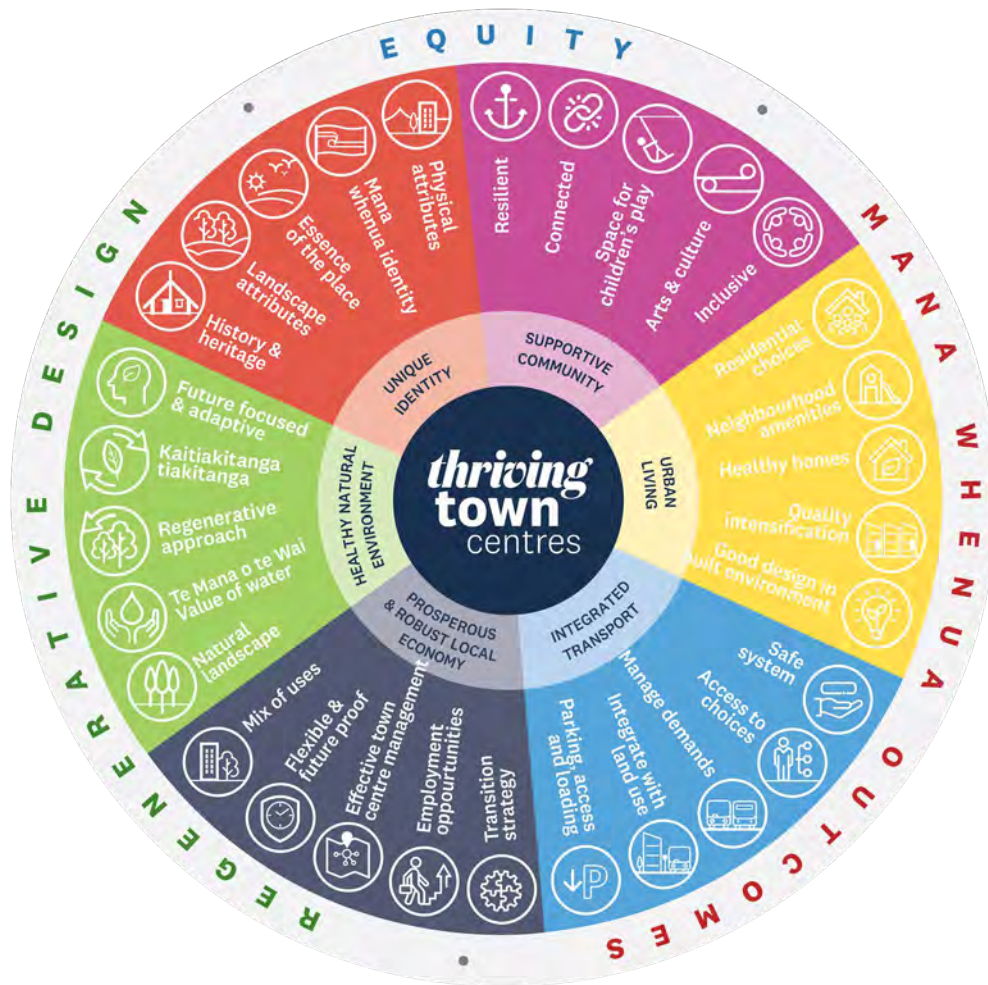 EQUITY
MANA WHENUA OUTCOMES
REGENERATIVE DESIGN
thriving
town
centres
UNIQUE
IDENTITY
History &
heritage
Landscape
attributes
Essence
of the place
Mana
whenua identity
Physical
attributes
SUPPORTIVE
COMMUNITY
Resilient
Connected
Space for
children's play
Arts & culture
Inclusive
URBAN
LIVING
Residantial
choices
Neighbourhood
amenities
Healthy homes
Quality
intensification
Good design in
built environment
INTEGRATED
TRANSPORT
Safe
system
Access to
choices
Manage demands
Integrate with
land use
Parking, access
and loading
P
PROSPEROUS
& ROBUST LOCAL
ECONOMY
Transition
strategy
Employment
oppourtunities
Effective town
centre management
Flexible &
future proof
Mix of uses
HEALTHY NATURAL
ENVIRONMENT
Natural
landscape
Te Mana o te Wai
Value of water
Regenerative
approach
Kaitiakitanga
tiakitanga
Future focused
& adaptive